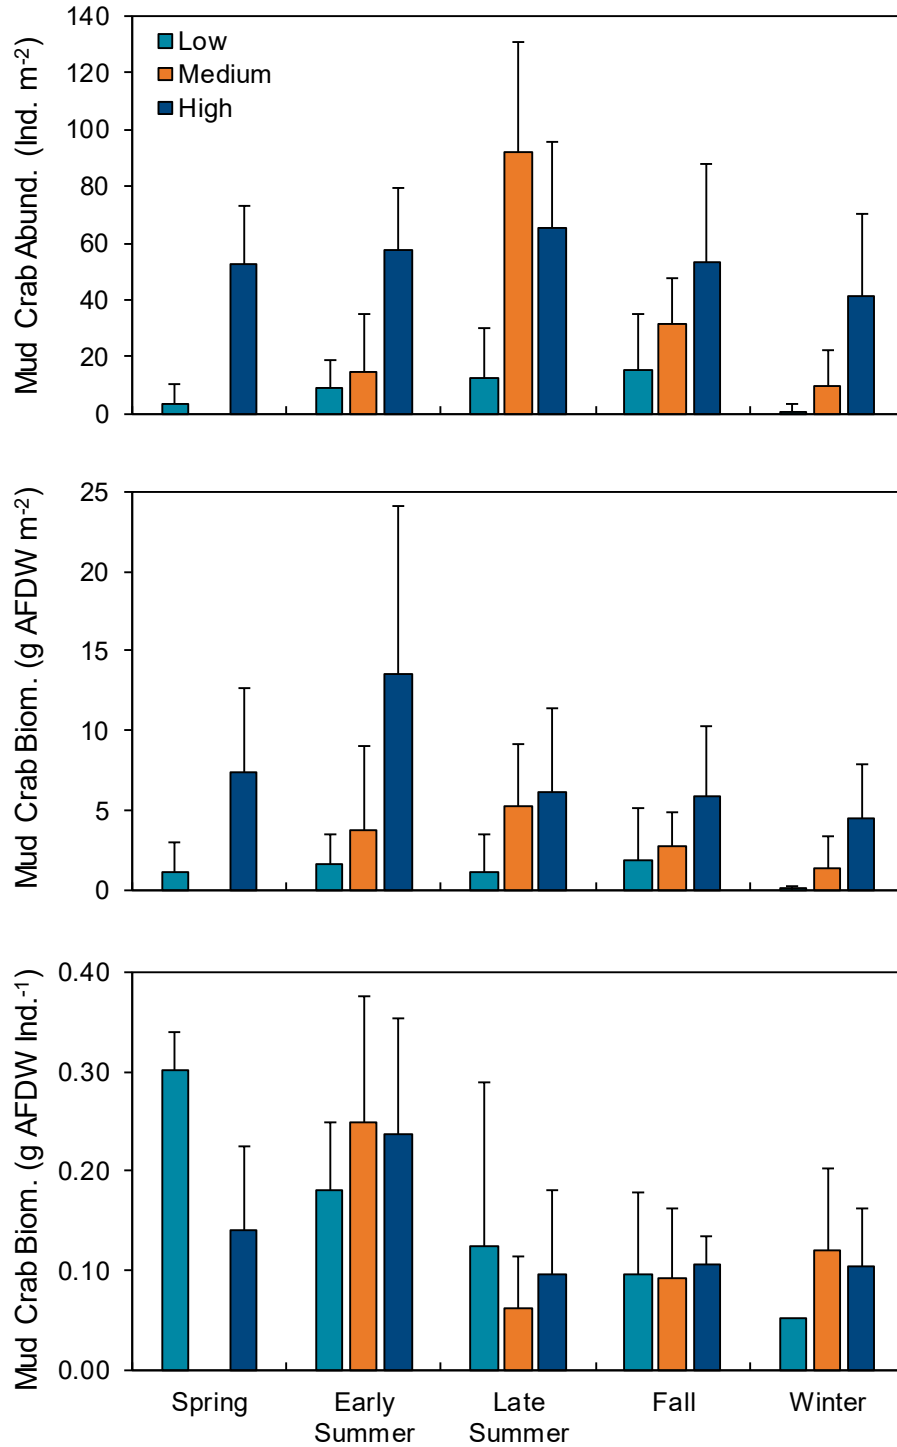 Mud Crab Abund. (Ind. m-2)
140
120
100
80
60
40
20
0
Low
Medium
High
Mud Crab Biom. (g AFDW m-2)
25
20
15
10
5
0
Mud Crab Biom. (g AFDW Ind.-1)
0.40
0.30
0.20
0.10
0.00
Spring
Early
Summer
Late
Summer
Fall
Winter